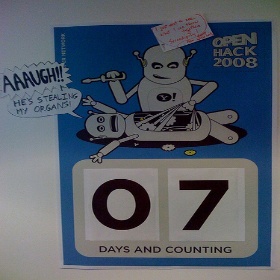 AAAUGH!!
HE'S STEALING
MY ORGANS!
OPEN
HACK
2008
Y!
07
DAYS AND COUNTING